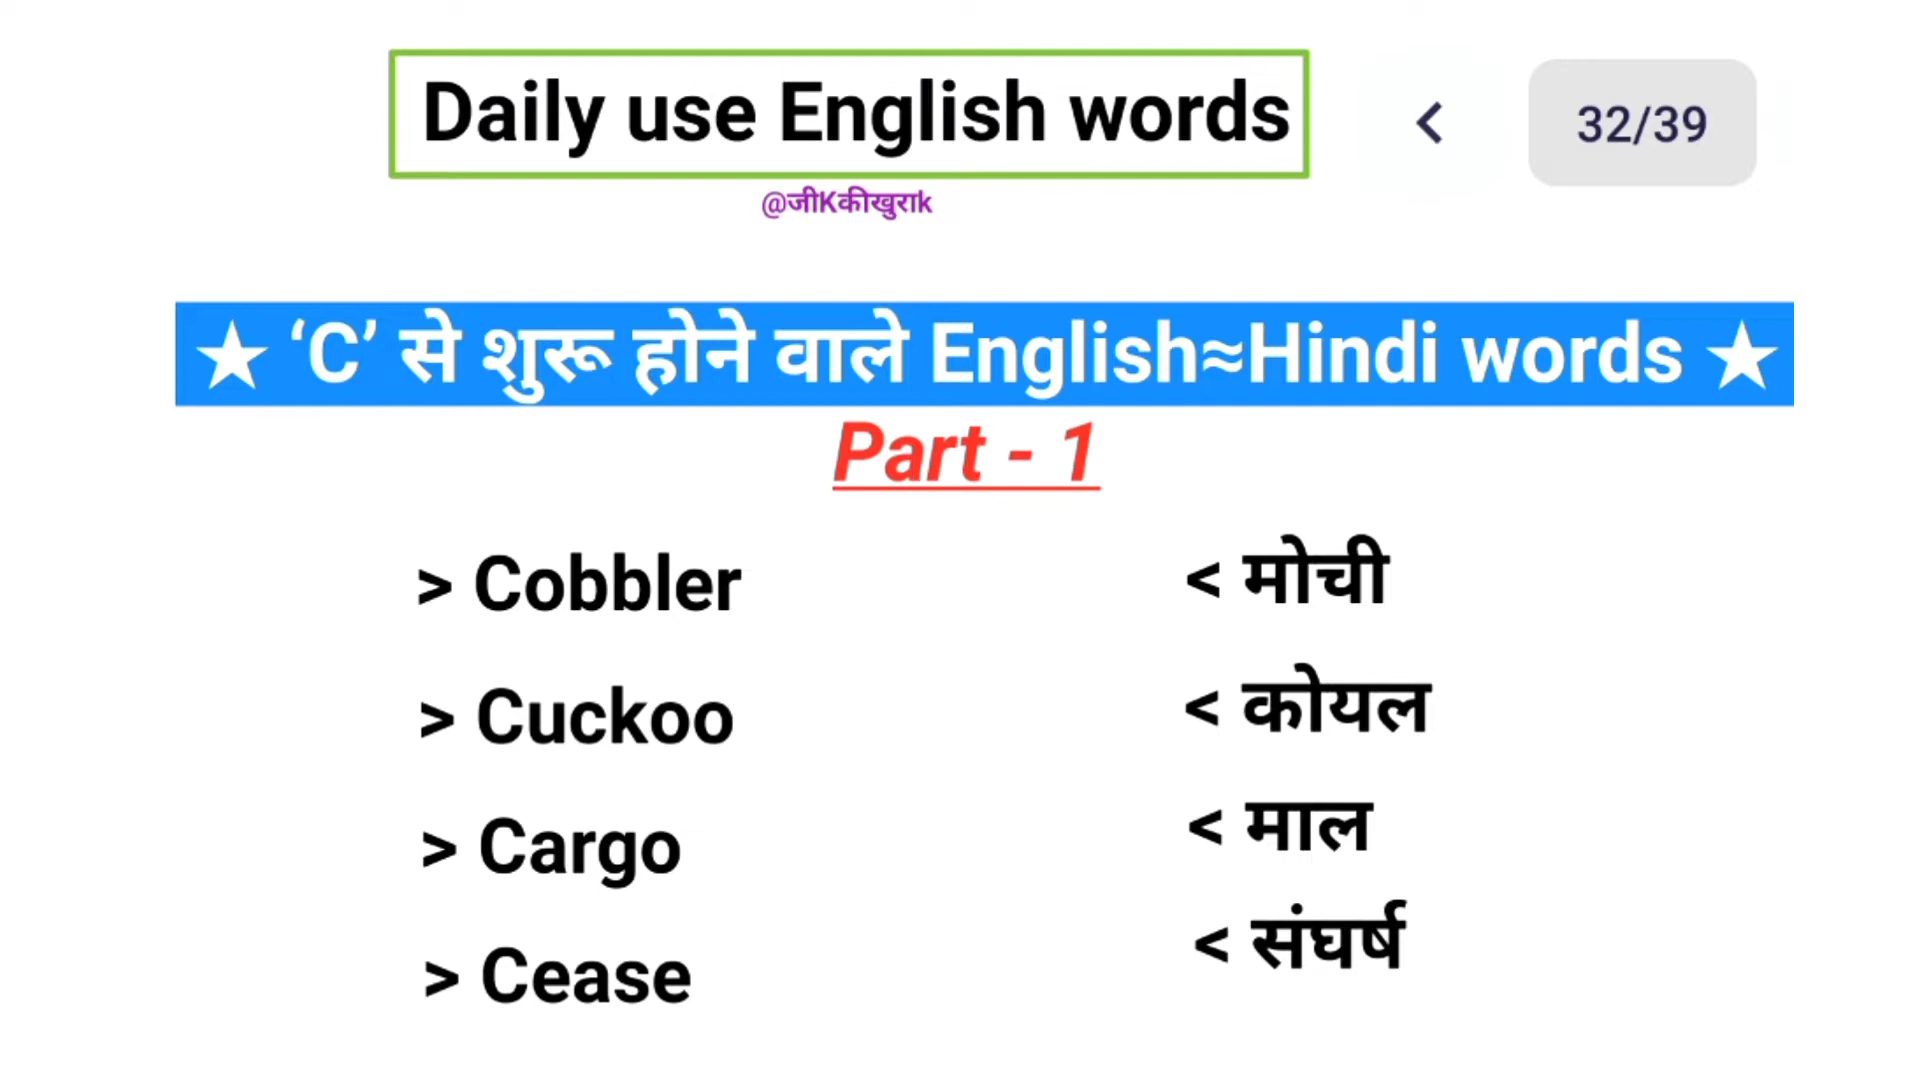 Daily use English words
< 32/39
@जीKकीखुराk
★ ‘C’ से शुरू होने वाले English≈Hindi words ★
Part - 1
> Cobbler < मोची
> Cuckoo < कोयल
> Cargo < माल
> Cease < संघर्ष